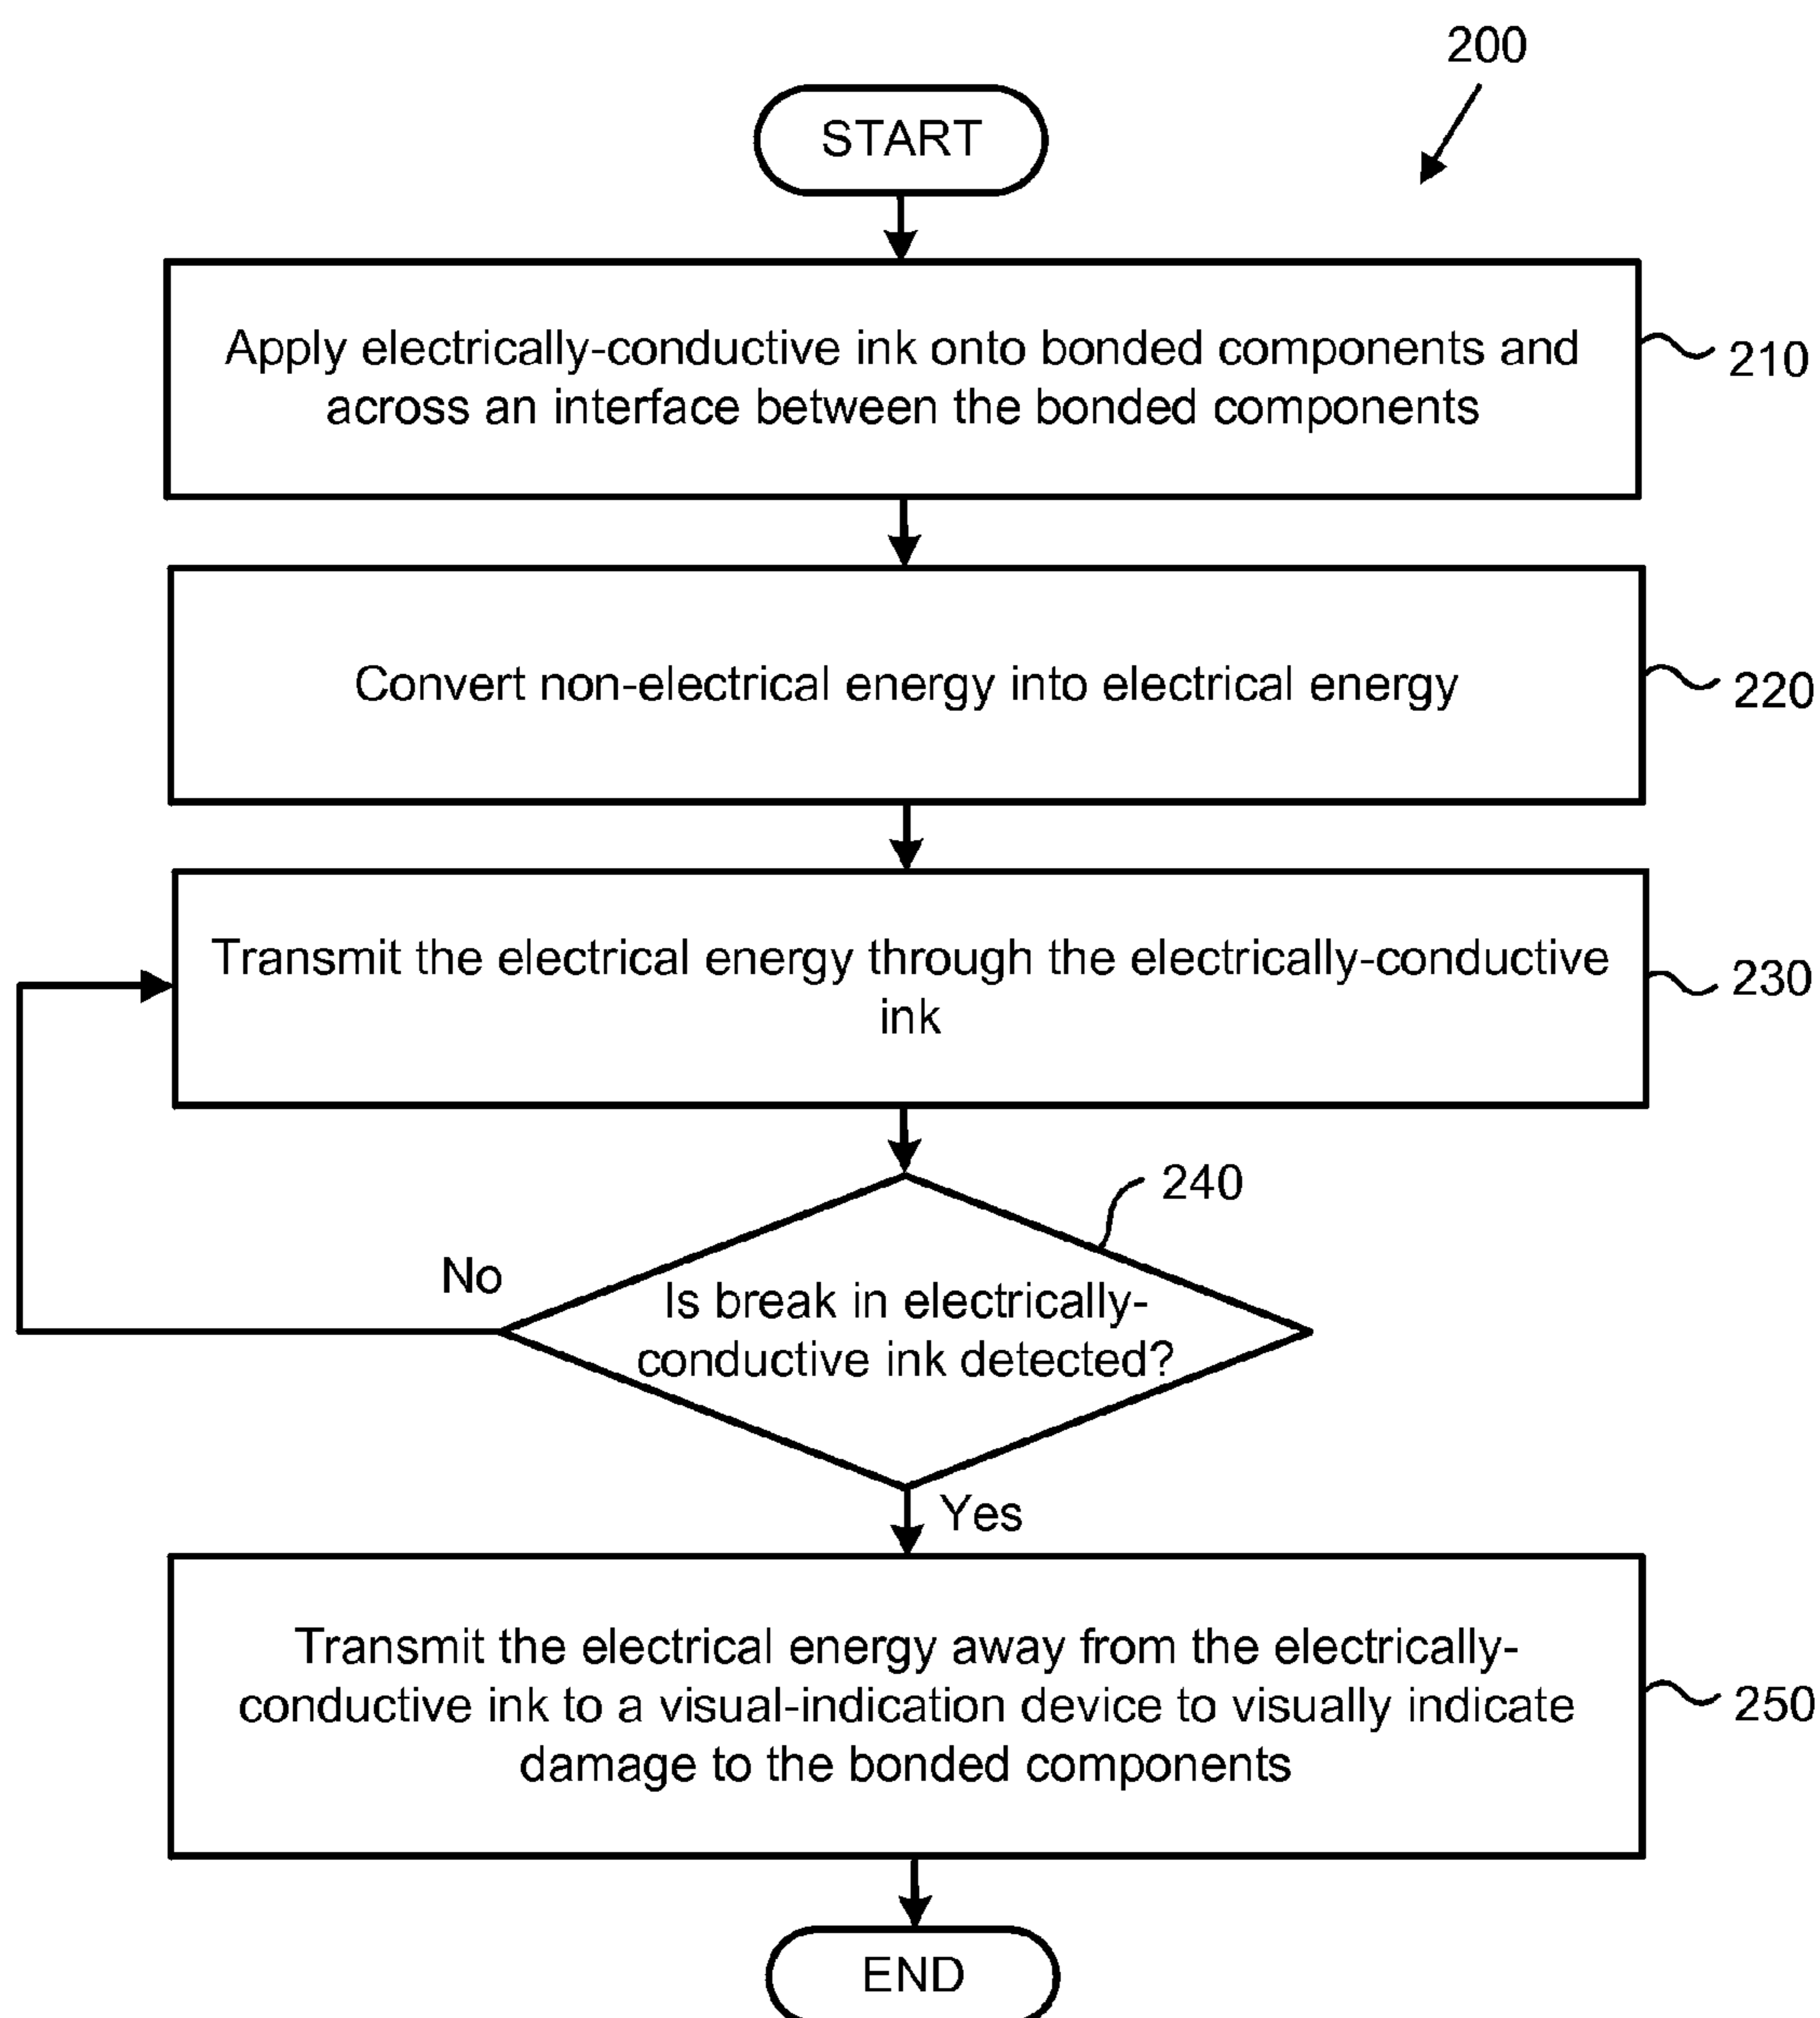 200
START
Apply electrically-conductive ink onto bonded components and
across an interface between the bonded components
210
Convert non-electrical energy into electrical energy
220
Transmit the electrical energy through the electrically-conductive
ink
230
240
No
Is break in electrically-
conductive ink detected?
Yes
Transmit the electrical energy away from the electrically-
conductive ink to a visual-indication device to visually indicate
damage to the bonded components
250
END